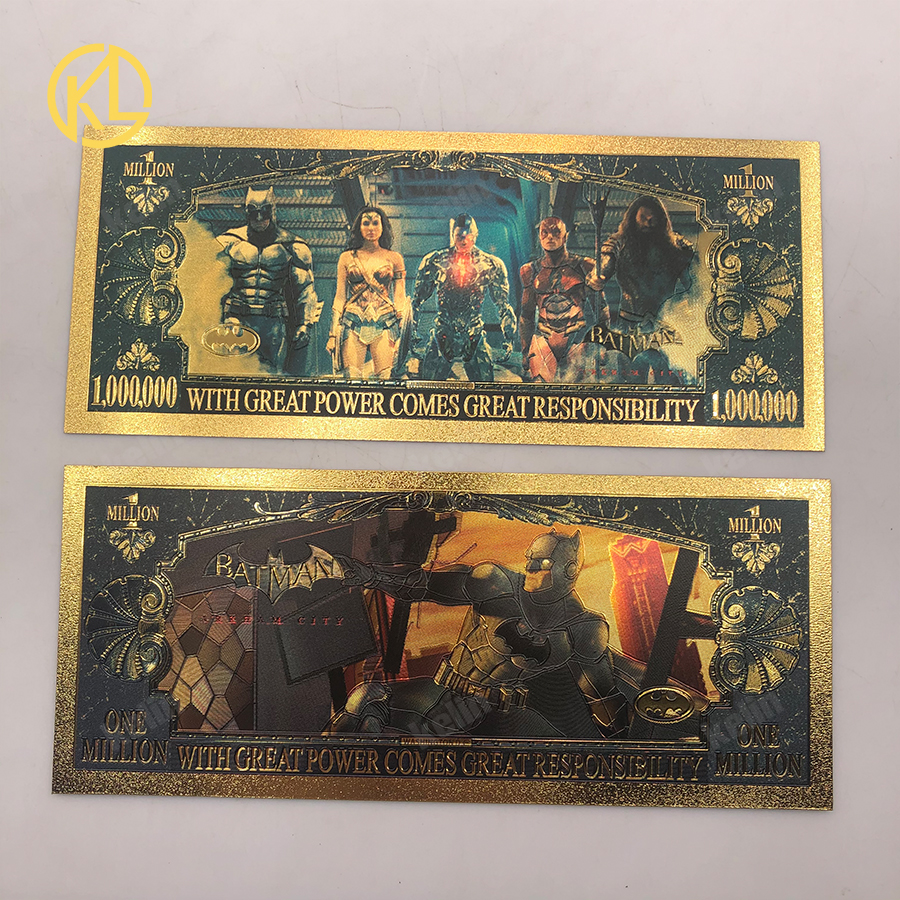 KL
1
MILLION
1
MILLION
BATMAN
1,000,000
WITH GREAT POWER COMES GREAT RESPONSIBILITY
1,000,000
1
MILLION
1
MILLION
BATMAN
ARKHAM CITY
ONE
MILLION
WITH GREAT POWER COMES GREAT RESPONSIBILITY
ONE
MILLION